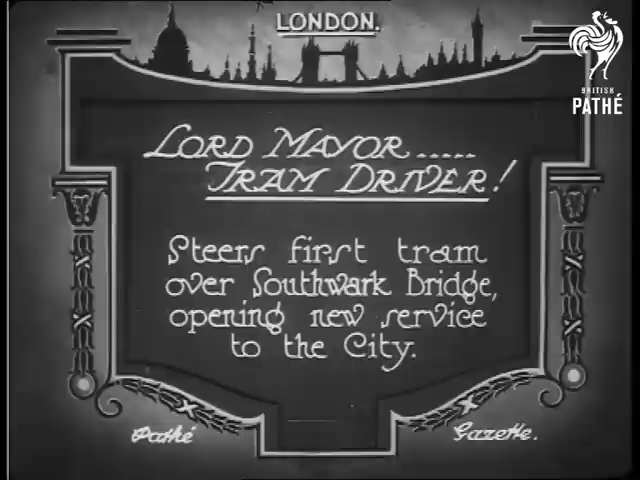 LONDON.
BRITISH
PATHÉ
LORD MAYOR.....
TRAM DRIVER!
Steers first tram
over Southwark Bridge,
opening new service
to the City.
Pathé Gazette.